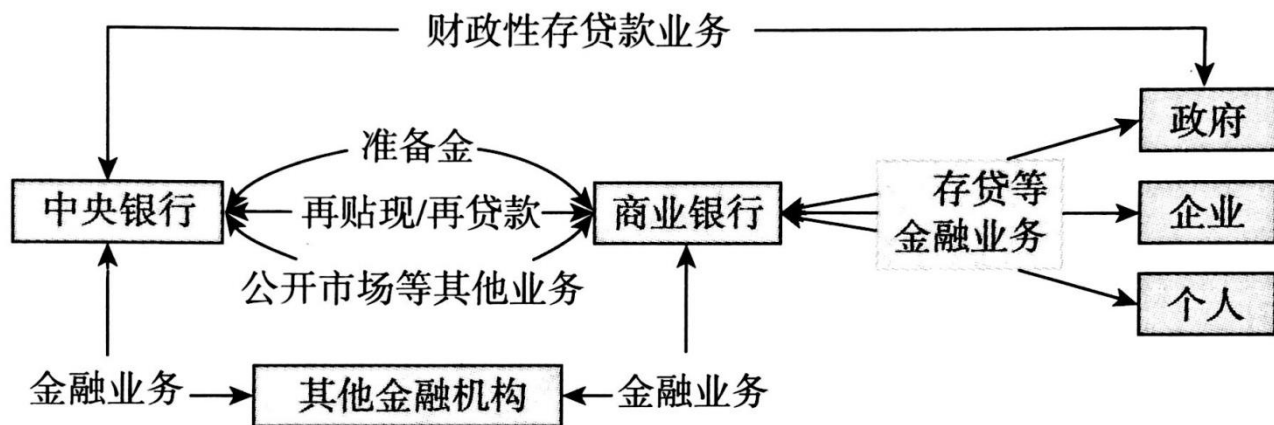 财政性存贷款业务
政府
准备金
中央银行
再贴现/再贷款
商业银行
存贷等
金融业务
企业
公开市场等其他业务
个人
金融业务
其他金融机构
金融业务